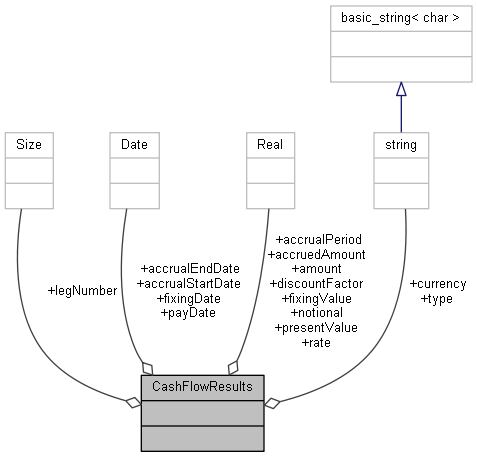 basic_string< char >
Size
Date
Real
string
+legNumber
+accrualEndDate
+accrualStartDate
+fixingDate
+payDate
+accrualPeriod
+accruedAmount
+amount
+discountFactor
+fixingValue
+notional
+presentValue
+rate
+currency
+type
CashFlowResults